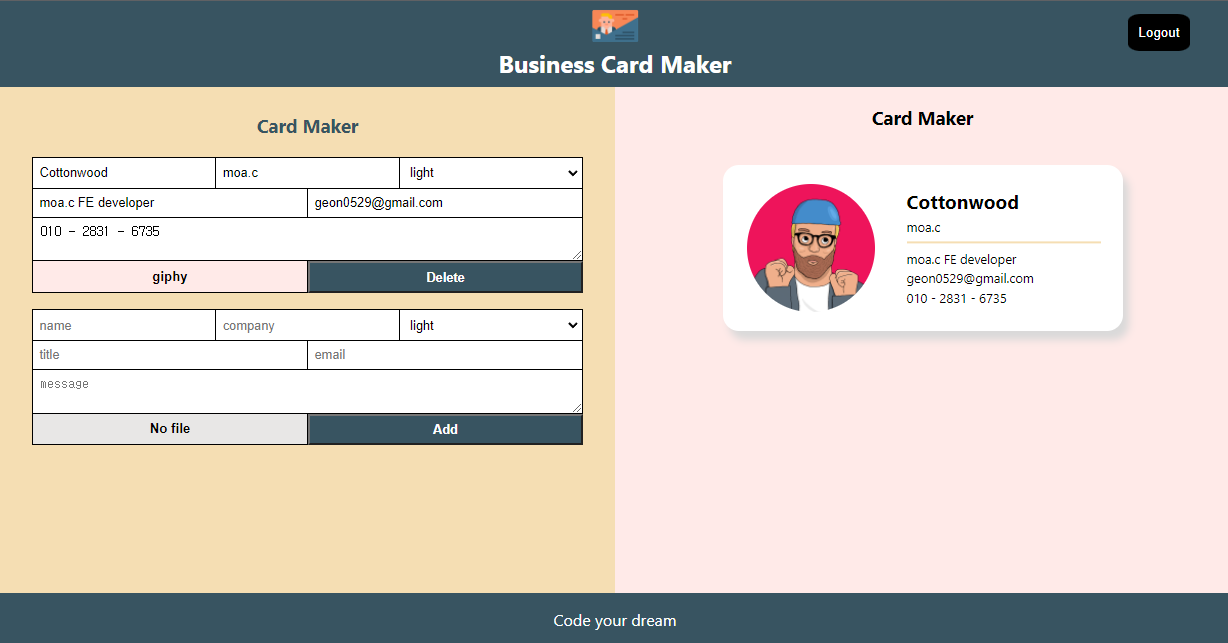 Business Card Maker
Logout
Card Maker
Cottonwood
moa.c
light
moa.c FE developer
geon0529@gmail.com
010 - 2831 - 6735
giphy
Delete
name
company
light
title
email
message
No file
Add
Card Maker
Cottonwood
moa.c
moa.c FE developer
geon0529@gmail.com
010 - 2831 - 6735
Code your dream